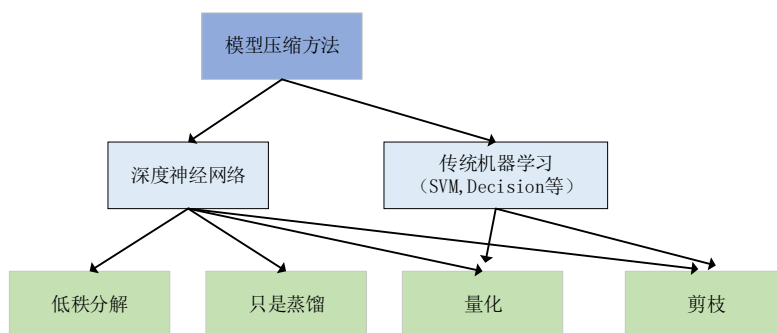 模型压缩方法
深度神经网络
传统机器学习
（SVM,Decision等）
低秩分解
只是蒸馏
量化
剪枝